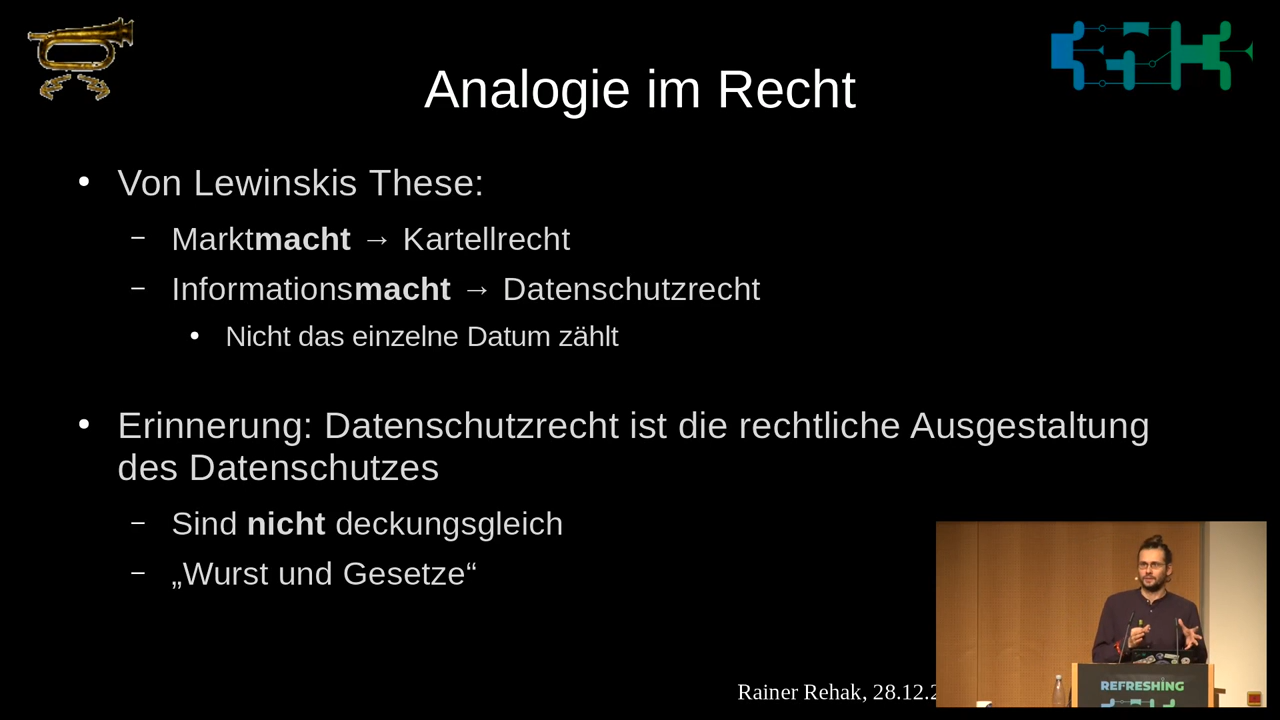 Analogie im Recht
• Von Lewinskis These:
– Marktmacht → Kartellrecht
– Informationsmacht → Datenschutzrecht
• Nicht das einzelne Datum zählt
• Erinnerung: Datenschutzrecht ist die rechtliche Ausgestaltung
des Datenschutzes
– Sind nicht deckungsgleich
– „Wurst und Gesetze“
Rainer Rehak, 28.12.
REFRESHING